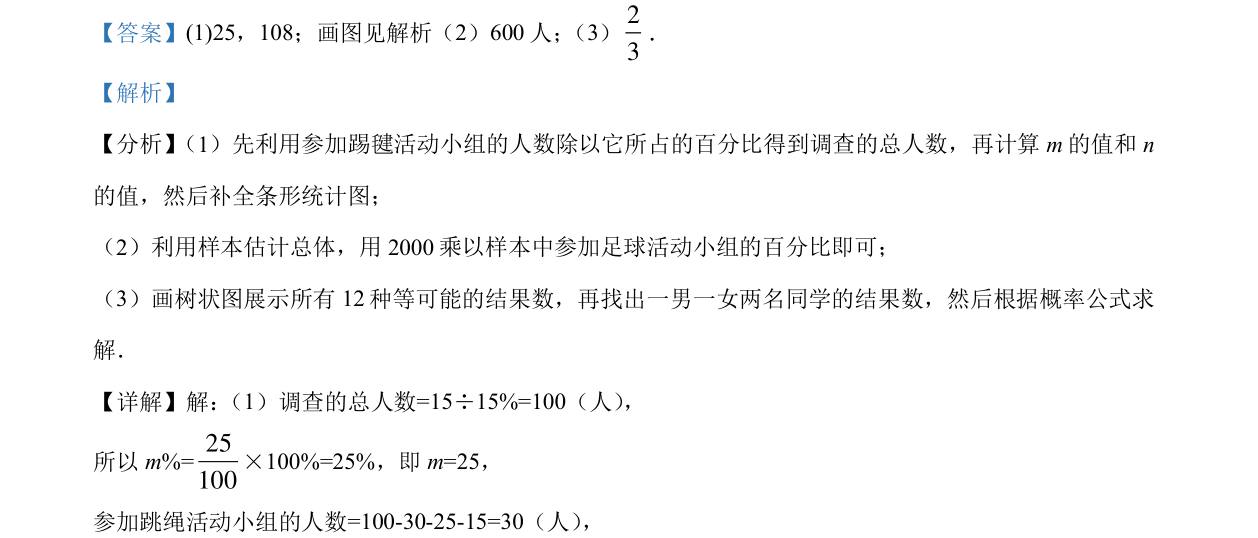 【答案】(1)25，108；画图见解析（2）600 人；（3）2/3．
【解析】
【分析】（1）先利用参加踢毽活动小组的人数除以它所占的百分比得到调查的总人数，再计算 m 的值和 n
的值，然后补全条形统计图；
（2）利用样本估计总体，用 2000 乘以样本中参加足球活动小组的百分比即可；
（3）画树状图展示所有 12 种等可能的结果数，再找出一男一女两名同学的结果数，然后根据概率公式求
解．
【详解】解：（1）调查的总人数=15÷15%=100（人），
所以 m%=25/100×100%=25%，即 m=25，
参加跳绳活动小组的人数=100-30-25-15=30（人），